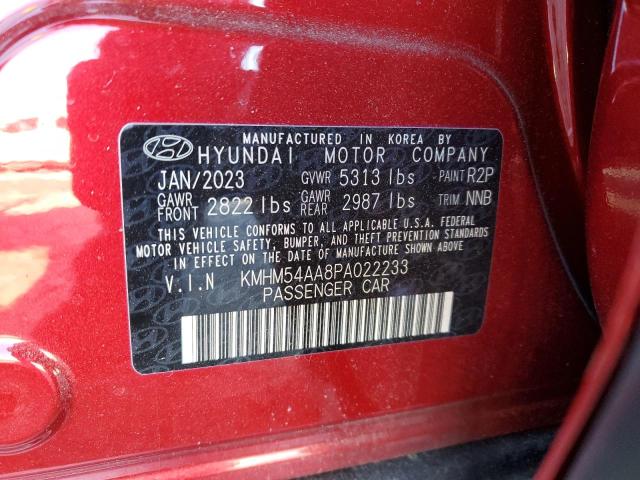 MANUFACTURED IN KOREA BY
HYUNDAI MOTOR COMPANY
JAN/2023 GVWR 5313 lbs PAINT R2P
GAWR FRONT 2822 lbs GAWR REAR 2987 lbs TRIM NNB
THIS VEHICLE CONFORMS TO ALL APPLICABLE U.S.A. FEDERAL
MOTOR VEHICLE SAFETY, BUMPER, AND THEFT PREVENTION STANDARDS
IN EFFECT ON THE DATE OF MANUFACTURE SHOWN ABOVE.
V.I.N KMHM54AA8PA022233
PASSENGER CAR